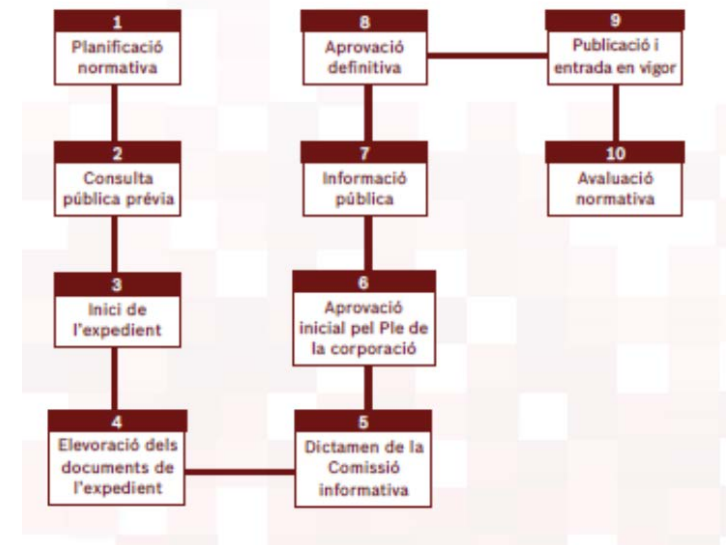 1
Planificació
normativa
2
Consulta
pública prévia
3
Inici de
l'expedient
4
Elevoració dels
documents de
l'expedient
5
Dictamen de la
Comissió
informativa
6
Aprovació
inicial pel Ple de
la corporació
7
Informació
pública
8
Aprovació
definitiva
9
Publicació i
entrada en vigor
10
Avaluació
normativa